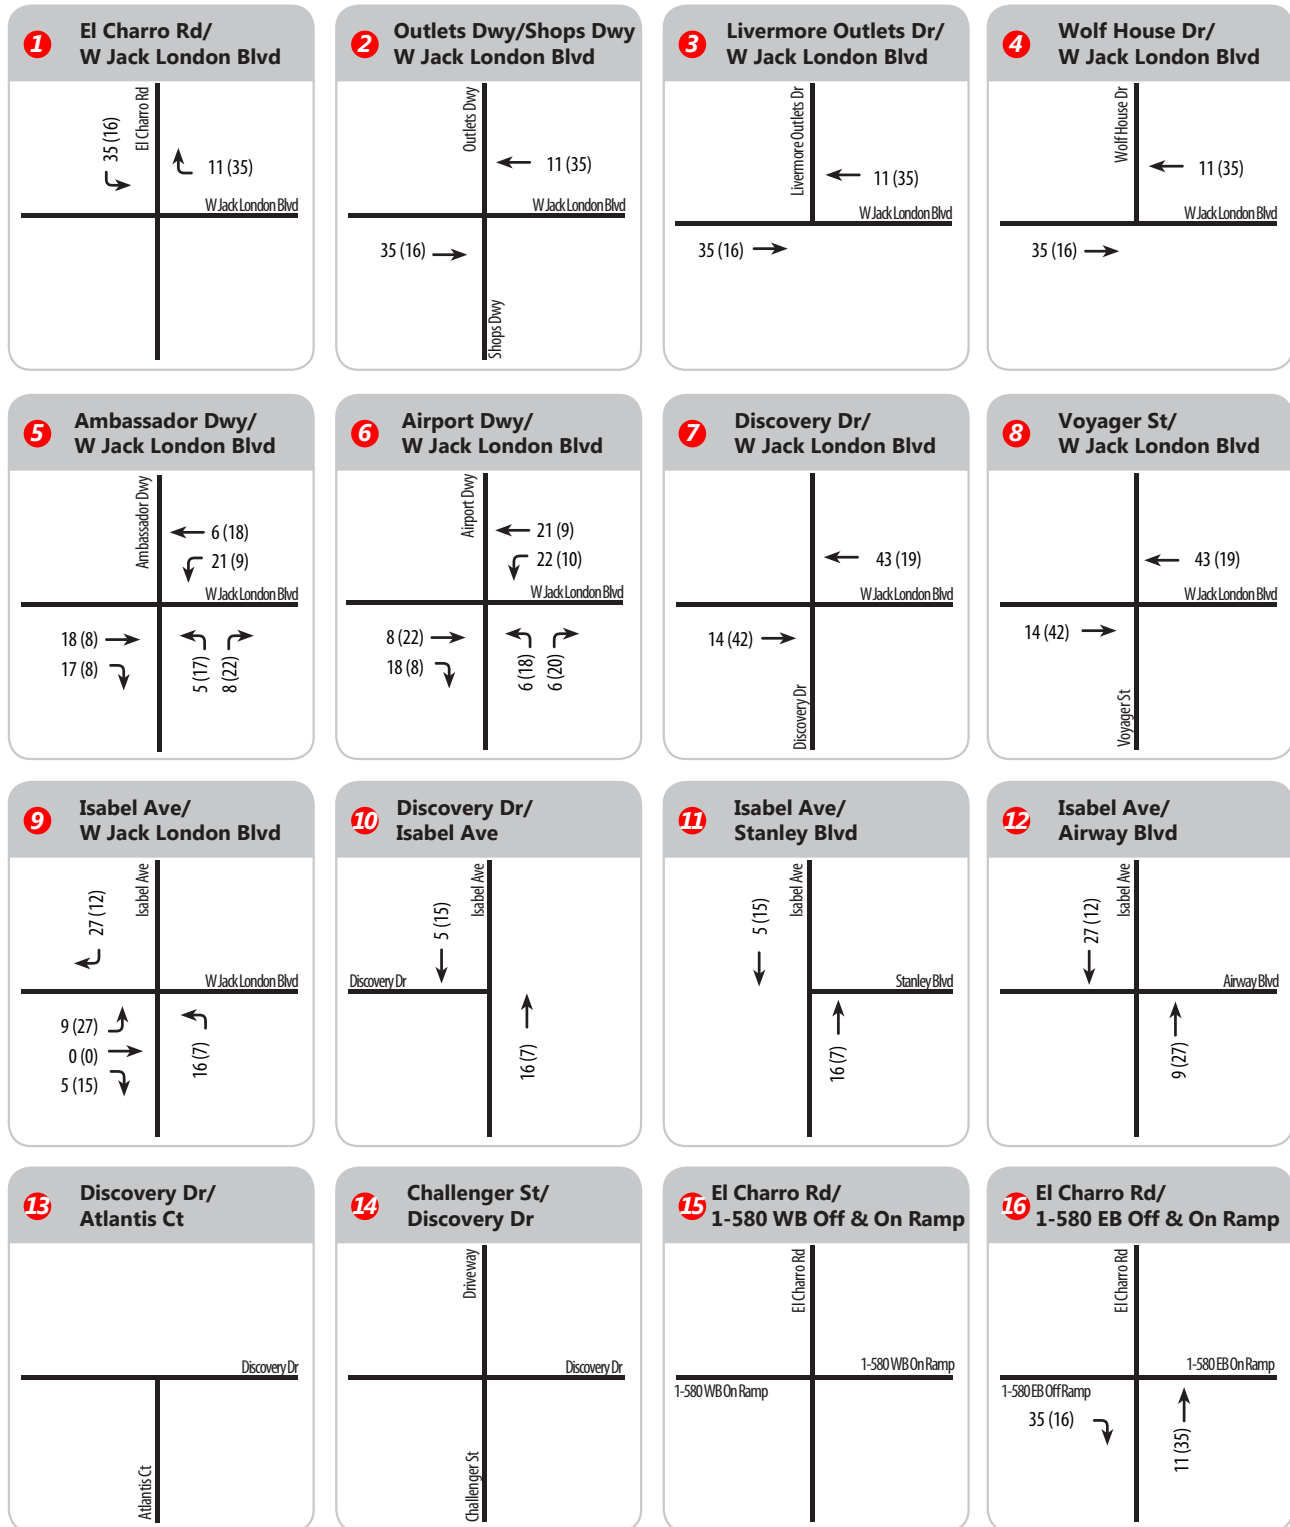 1
El Charro Rd/
W Jack London Blvd
El Charro Rd
35 (16)
11 (35)
W Jack London Blvd
2
Outlets Dwy/Shops Dwy
W Jack London Blvd
Outlets Dwy
11 (35)
W Jack London Blvd
35 (16)
Shops Dwy
3
Livermore Outlets Dr/
W Jack London Blvd
Livermore Outlets Dr
11 (35)
W Jack London Blvd
35 (16)
4
Wolf House Dr/
W Jack London Blvd
Wolf House Dr
11 (35)
W Jack London Blvd
35 (16)
5
Ambassador Dwy/
W Jack London Blvd
Ambassador Dwy
6 (18)
21 (9)
W Jack London Blvd
18 (8)
17 (8)
5 (17)
8 (22)
6
Airport Dwy/
W Jack London Blvd
Airport Dwy
21 (9)
22 (10)
W Jack London Blvd
8 (22)
18 (8)
6 (18)
6 (20)
7
Discovery Dr/
W Jack London Blvd
43 (19)
W Jack London Blvd
14 (42)
Discovery Dr
8
Voyager St/
W Jack London Blvd
43 (19)
W Jack London Blvd
14 (42)
Voyager St
9
Isabel Ave/
W Jack London Blvd
Isabel Ave
27 (12)
W Jack London Blvd
9 (27)
0 (0)
5 (15)
16 (7)
10
Discovery Dr/
Isabel Ave
Isabel Ave
5 (15)
Discovery Dr
16 (7)
11
Isabel Ave/
Stanley Blvd
Isabel Ave
5 (15)
Stanley Blvd
16 (7)
12
Isabel Ave/
Airway Blvd
Isabel Ave
27 (12)
Airway Blvd
9 (27)
13
Discovery Dr/
Atlantis Ct
Discovery Dr
Atlantis Ct
14
Challenger St/
Discovery Dr
Driveway
Discovery Dr
Challenger St
15
El Charro Rd/
1-580 WB Off & On Ramp
El Charro Rd
1-580 WB On Ramp
1-580 WB On Ramp
16
El Charro Rd/
1-580 EB Off & On Ramp
El Charro Rd
1-580 EB On Ramp
1-580 EB Off Ramp
35 (16)
11 (35)